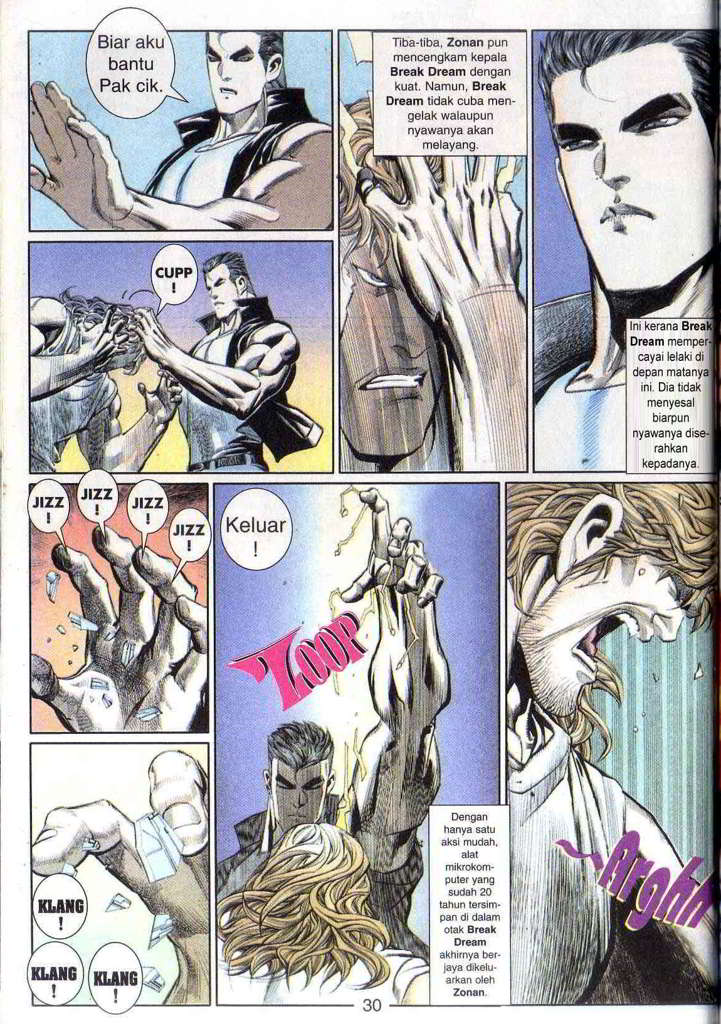 Biar aku
bantu
Pak cik.
Tiba-tiba, Zonan pun
mencengkam kepala
Break Dream dengan
kuat. Namun, Break
Dream tidak cuba men-
gelak walaupun
nyawanya akan
melayang.
CUPP
!
Ini kerana Break
Dream memper-
cayai lelaki di
depan matanya
ini. Dia tidak
menyesal
biarpun
nyawanya dise-
rahkan
kepadanya.
JIZZ
!
JIZZ
!
JIZZ
!
JIZZ
!
KLANG
!
KLANG
!
KLANG
!
Keluar
!
ZOOP
Dengan
hanya satu
aksi mudah,
alat
mikrokom-
puter yang
sudah 20
tahun tersim-
pan di dalam
otak Break
Dream
akhirnya ber-
jaya dikelu-
arkan oleh
Zonan.
~Arghh
30